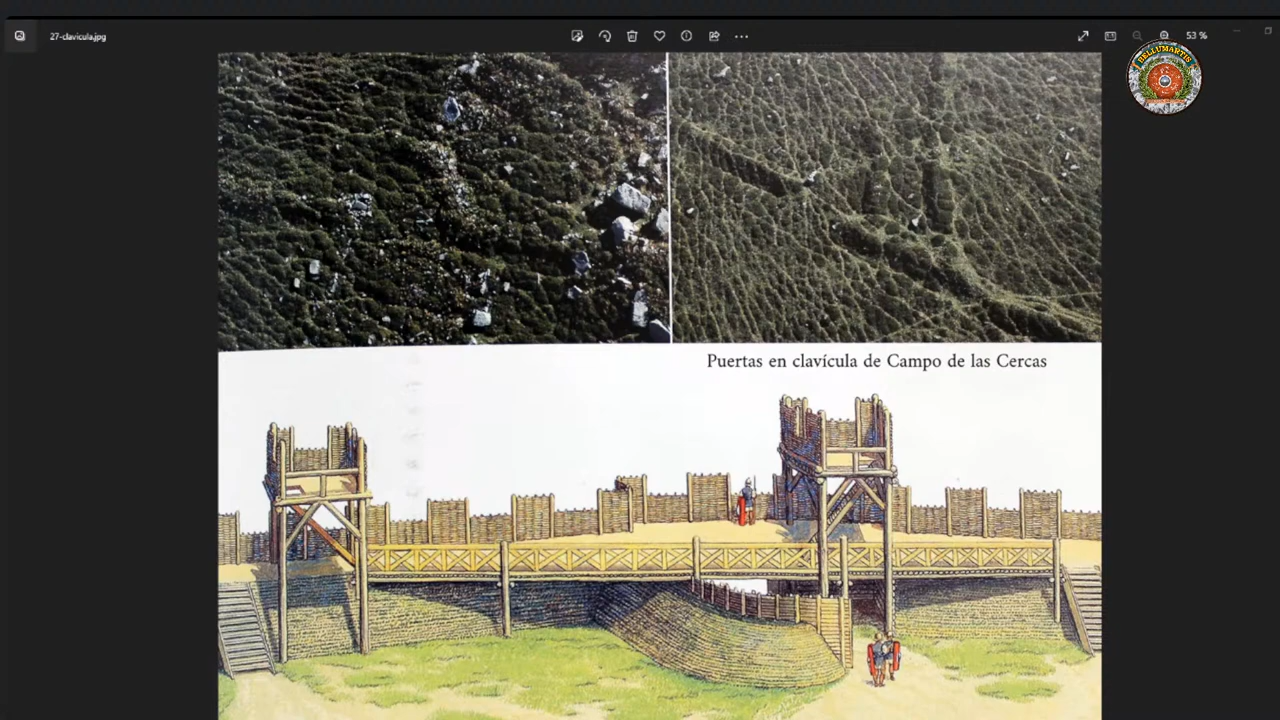 27-clavicula.jpg
53 %
BELLUMARTIS
Puertas en clavícula de Campo de las Cercas